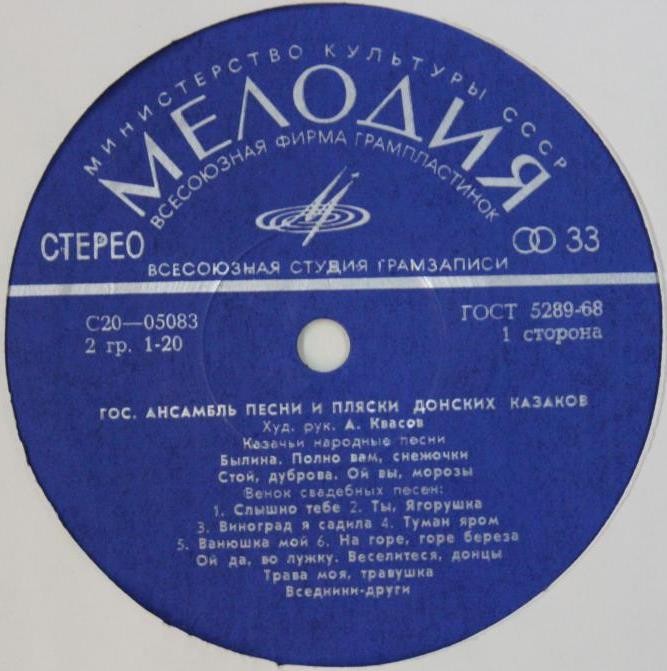 МИНИСТЕРСТВО КУЛЬТУРЫ СССР
МЕЛОДИЯ
ВСЕСОЮЗНАЯ ФИРМА ГРАМПЛАСТИНОК
СТЕРЕО
33
ВСЕСОЮЗНАЯ СТУДИЯ ГРАМЗАПИСИ
С20—05083
ГОСТ 5289-68
2 гр. 1-20
1 сторона
ГОС. АНСАМБЛЬ ПЕСНИ И ПЛЯСКИ ДОНСКИХ КАЗАКОВ
Худ. рук. А. Квасов
Казачьи народные песни
Былина. Полно вам, снежочки
Стой, дуброва. Ой вы, морозы
Венок свадебных песен:
1. Слышно тебе 2. Ты, Ягорушка
3. Виноград я садила 4. Туман яром
5. Ванюшка мой 6. На горе, горе береза
Ой да, во лужку. Веселитеся, донцы
Трава моя, травушка
Вседники-други